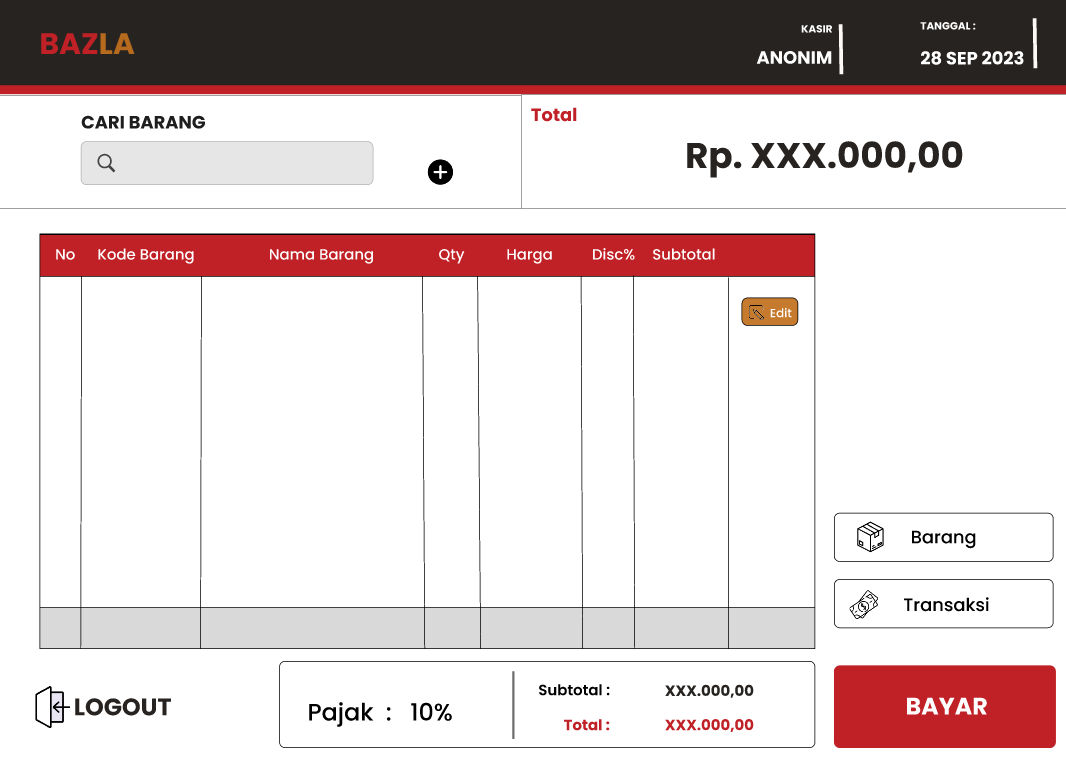 BAZLA
KASIR
ANONIM
TANGGAL :
28 SEP 2023
CARI BARANG
Total
Rp. XXX.000,00
No Kode Barang Nama Barang Qty Harga Disc% Subtotal
Edit
Barang
Transaksi
LOGOUT
Pajak : 10%
Subtotal : XXX.000,00
Total : XXX.000,00
BAYAR